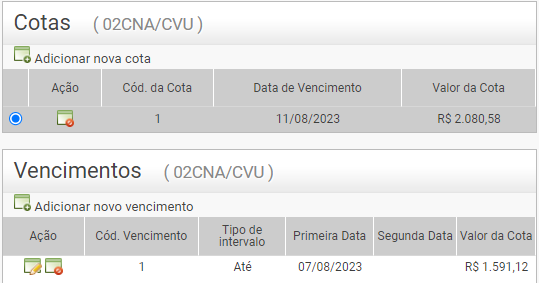 Cotas ( 02CNA/CVU )
Adicionar nova cota
Ação Cód. da Cota Data de Vencimento Valor da Cota
1 11/08/2023 R$ 2.080,58
Vencimentos ( 02CNA/CVU )
Adicionar novo vencimento
Ação Cód. Vencimento Tipo de intervalo Primeira Data Segunda Data Valor da Cota
1 Até 07/08/2023 R$ 1.591,12